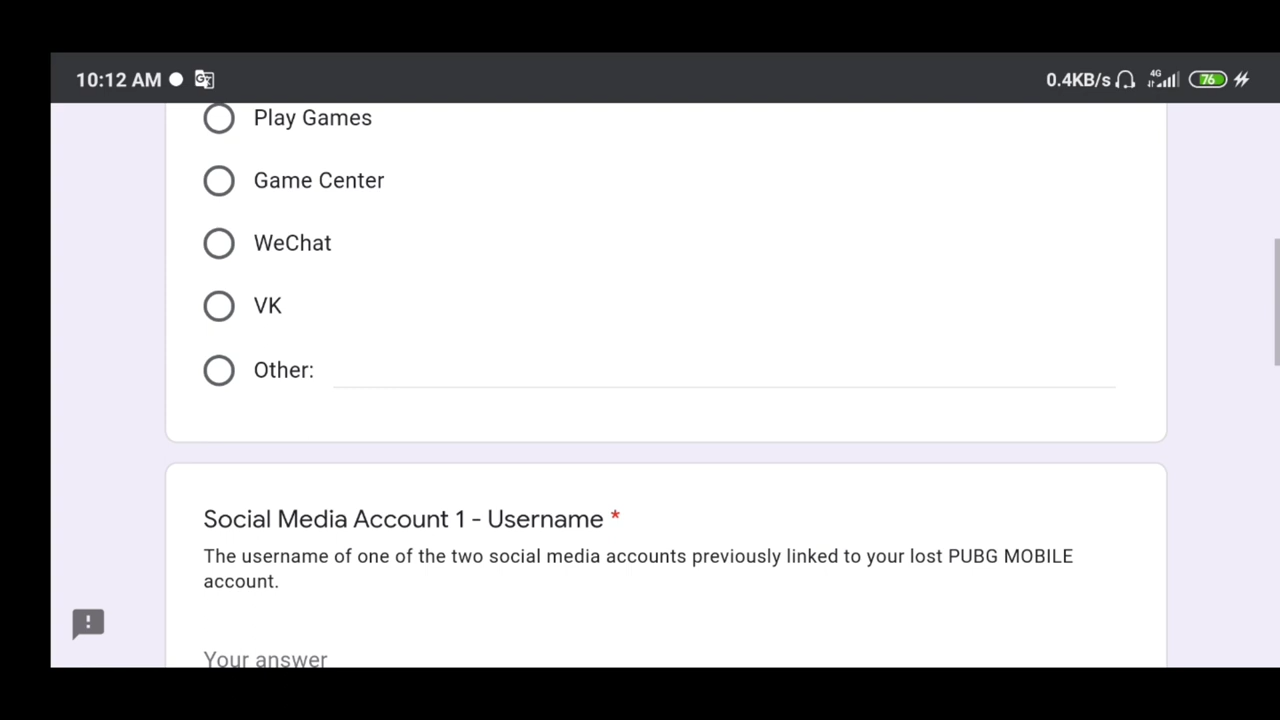 10:12 AM 0.4KB/s 4G 76
Play Games
Game Center
WeChat
VK
Other:
Social Media Account 1 - Username *
The username of one of the two social media accounts previously linked to your lost PUBG MOBILE
account.
Your answer